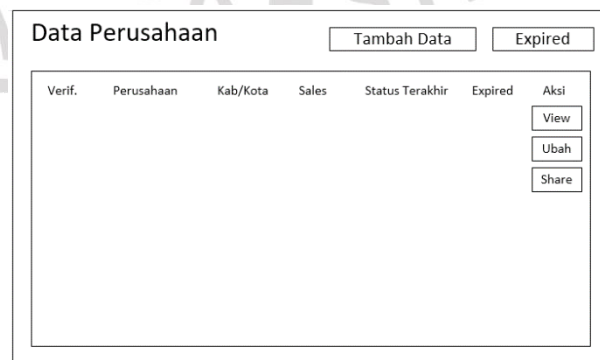 Data Perusahaan Tambah Data Expired
Verif. Perusahaan Kab/Kota Sales Status Terakhir Expired Aksi
View
Ubah
Share